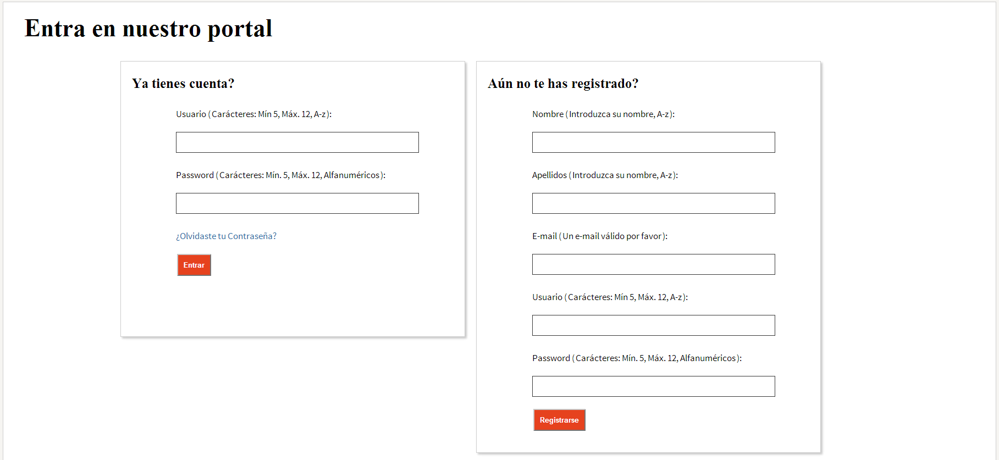 Entra en nuestro portal
Ya tienes cuenta?
Usuario (Carácteres: Mín 5, Máx. 12, A-z):
Password (Carácteres: Mín. 5, Máx. 12, Alfanuméricos):
¿Olvidaste tu Contraseña?
Entrar
Aún no te has registrado?
Nombre (Introduzca su nombre, A-z):
Apellidos (Introduzca su nombre, A-z):
E-mail (Un e-mail válido por favor):
Usuario (Carácteres: Mín 5, Máx. 12, A-z):
Password (Carácteres: Mín. 5, Máx. 12, Alfanuméricos):
Registrarse